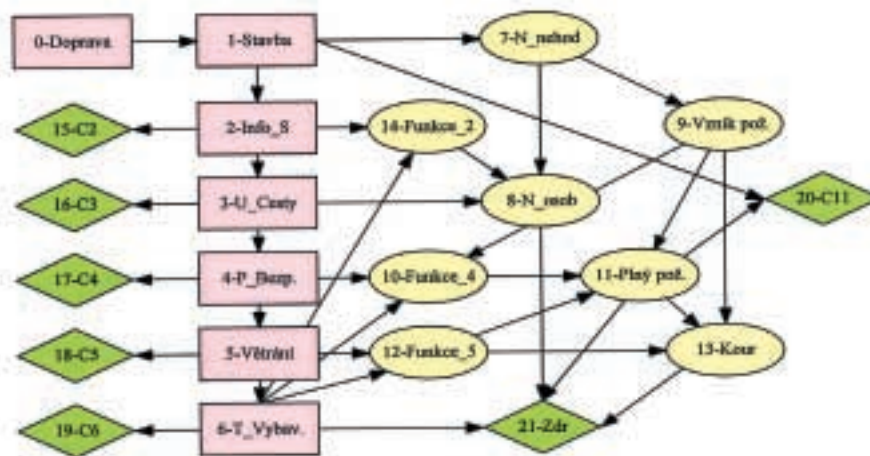 0-Doprava
1-Stavba
7-N_nehod
15-C2
2-Info_S
14-Funkce_2
9-Vznik pož.
16-C3
3-U_Cesty
8-N_osob
20-C11
17-C4
4-P_Bezp.
10-Funkce_4
11-Plný pož.
18-C5
5-Větrání
12-Funkce_5
13-Kour
19-C6
6-T_Vybav.
21-Zdr